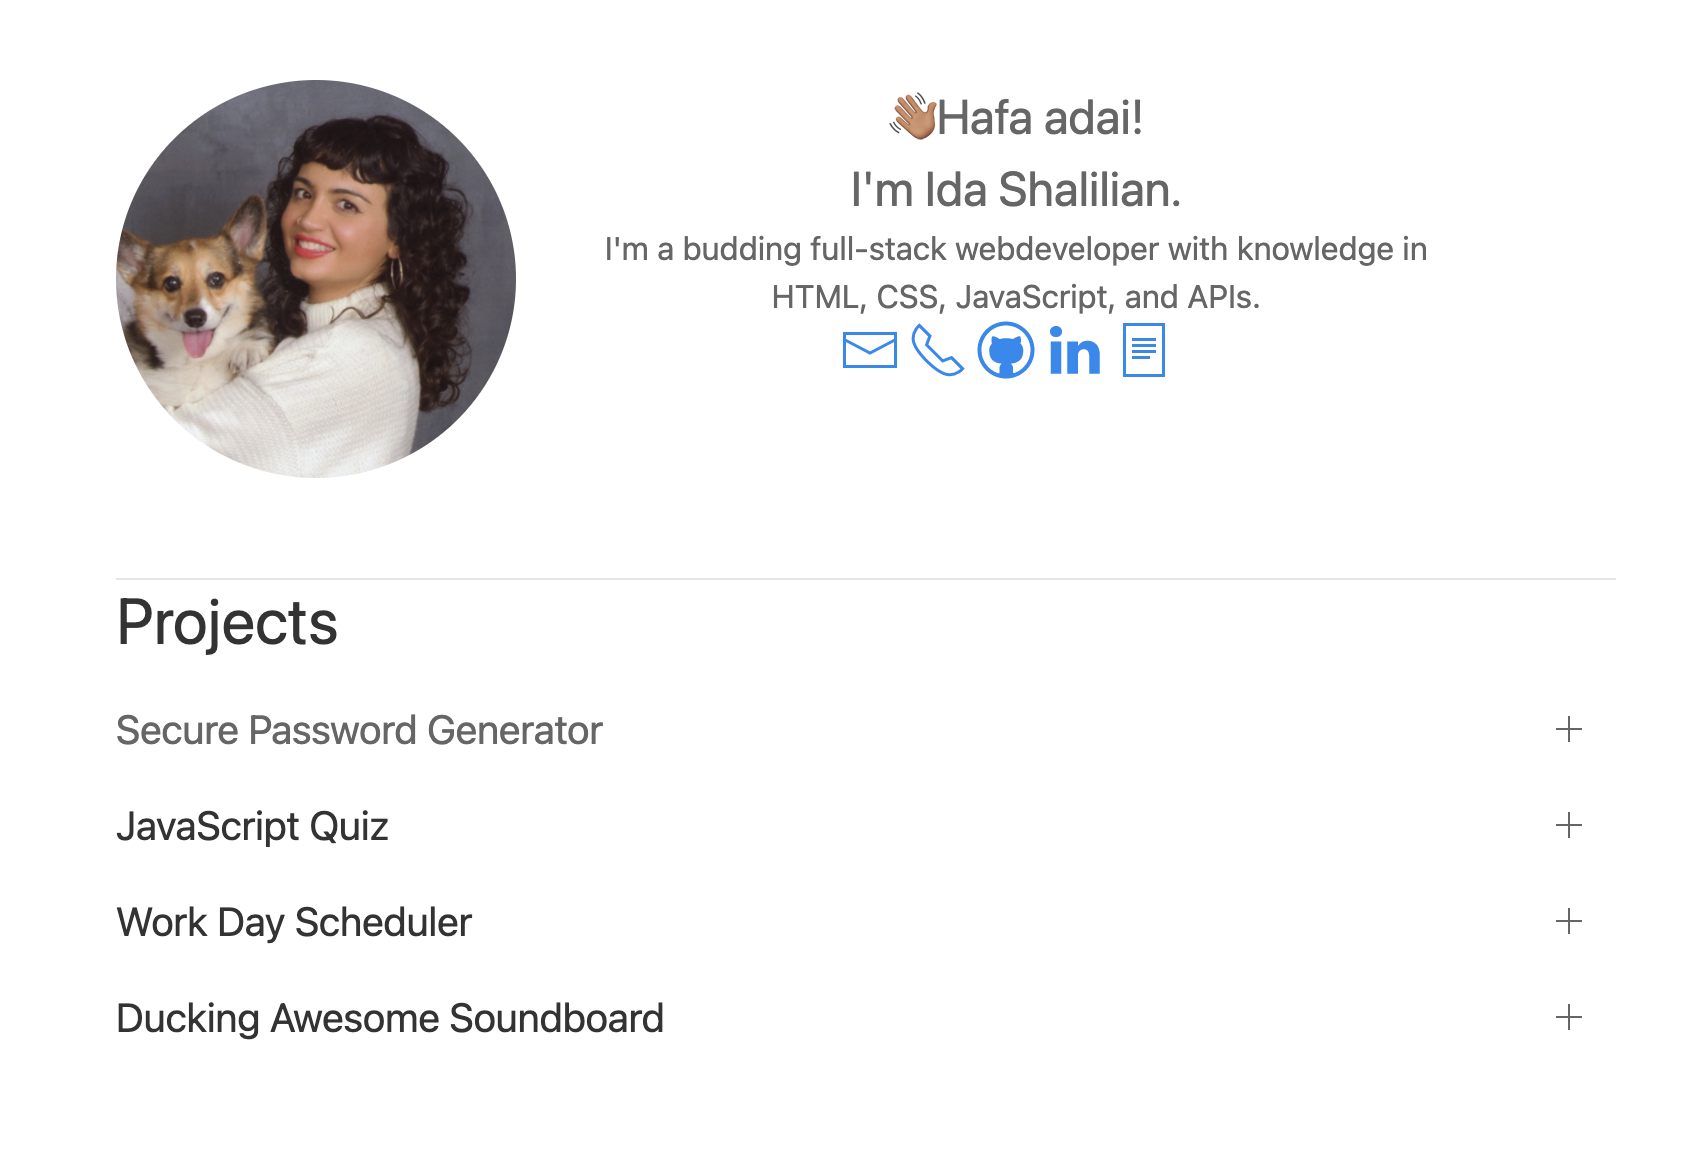 👋🏽Hafa adai!
I'm Ida Shalilian.
I'm a budding full-stack webdeveloper with knowledge in
HTML, CSS, JavaScript, and APIs.
in
Projects
Secure Password Generator
JavaScript Quiz
Work Day Scheduler
Ducking Awesome Soundboard